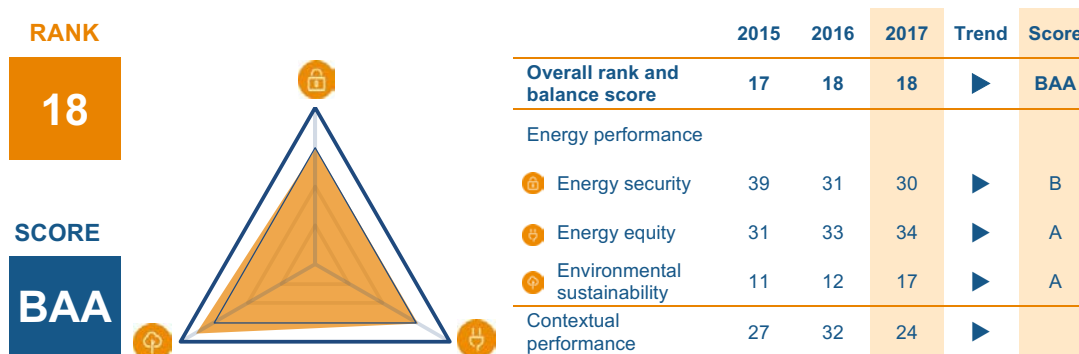 RANK
18
SCORE
BAA
2015 2016 2017 Trend Score
Overall rank and
balance score 17 18 18 BAA
Energy performance
Energy security 39 31 30 B
Energy equity 31 33 34 A
Environmental
sustainability 11 12 17 A
Contextual
performance 27 32 24